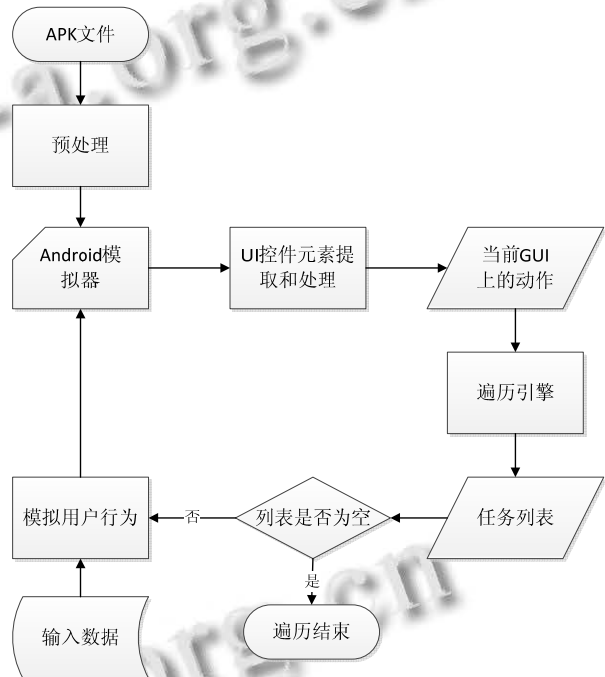 APK文件
预处理
Android模
拟器
UI控件元素提
取和处理
当前GUI
上的动作
遍历引擎
任务列表
列表是否为空
否
模拟用户行为
是
输入数据
遍历结束
a.org.c
org.cn